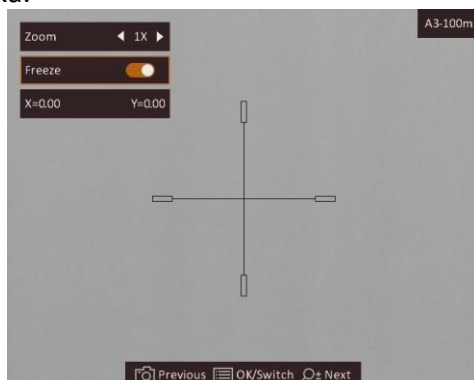 Zoom 1X
A3-100m
Freeze
X=0.00 Y=0.00
Previous OK/Switch Next